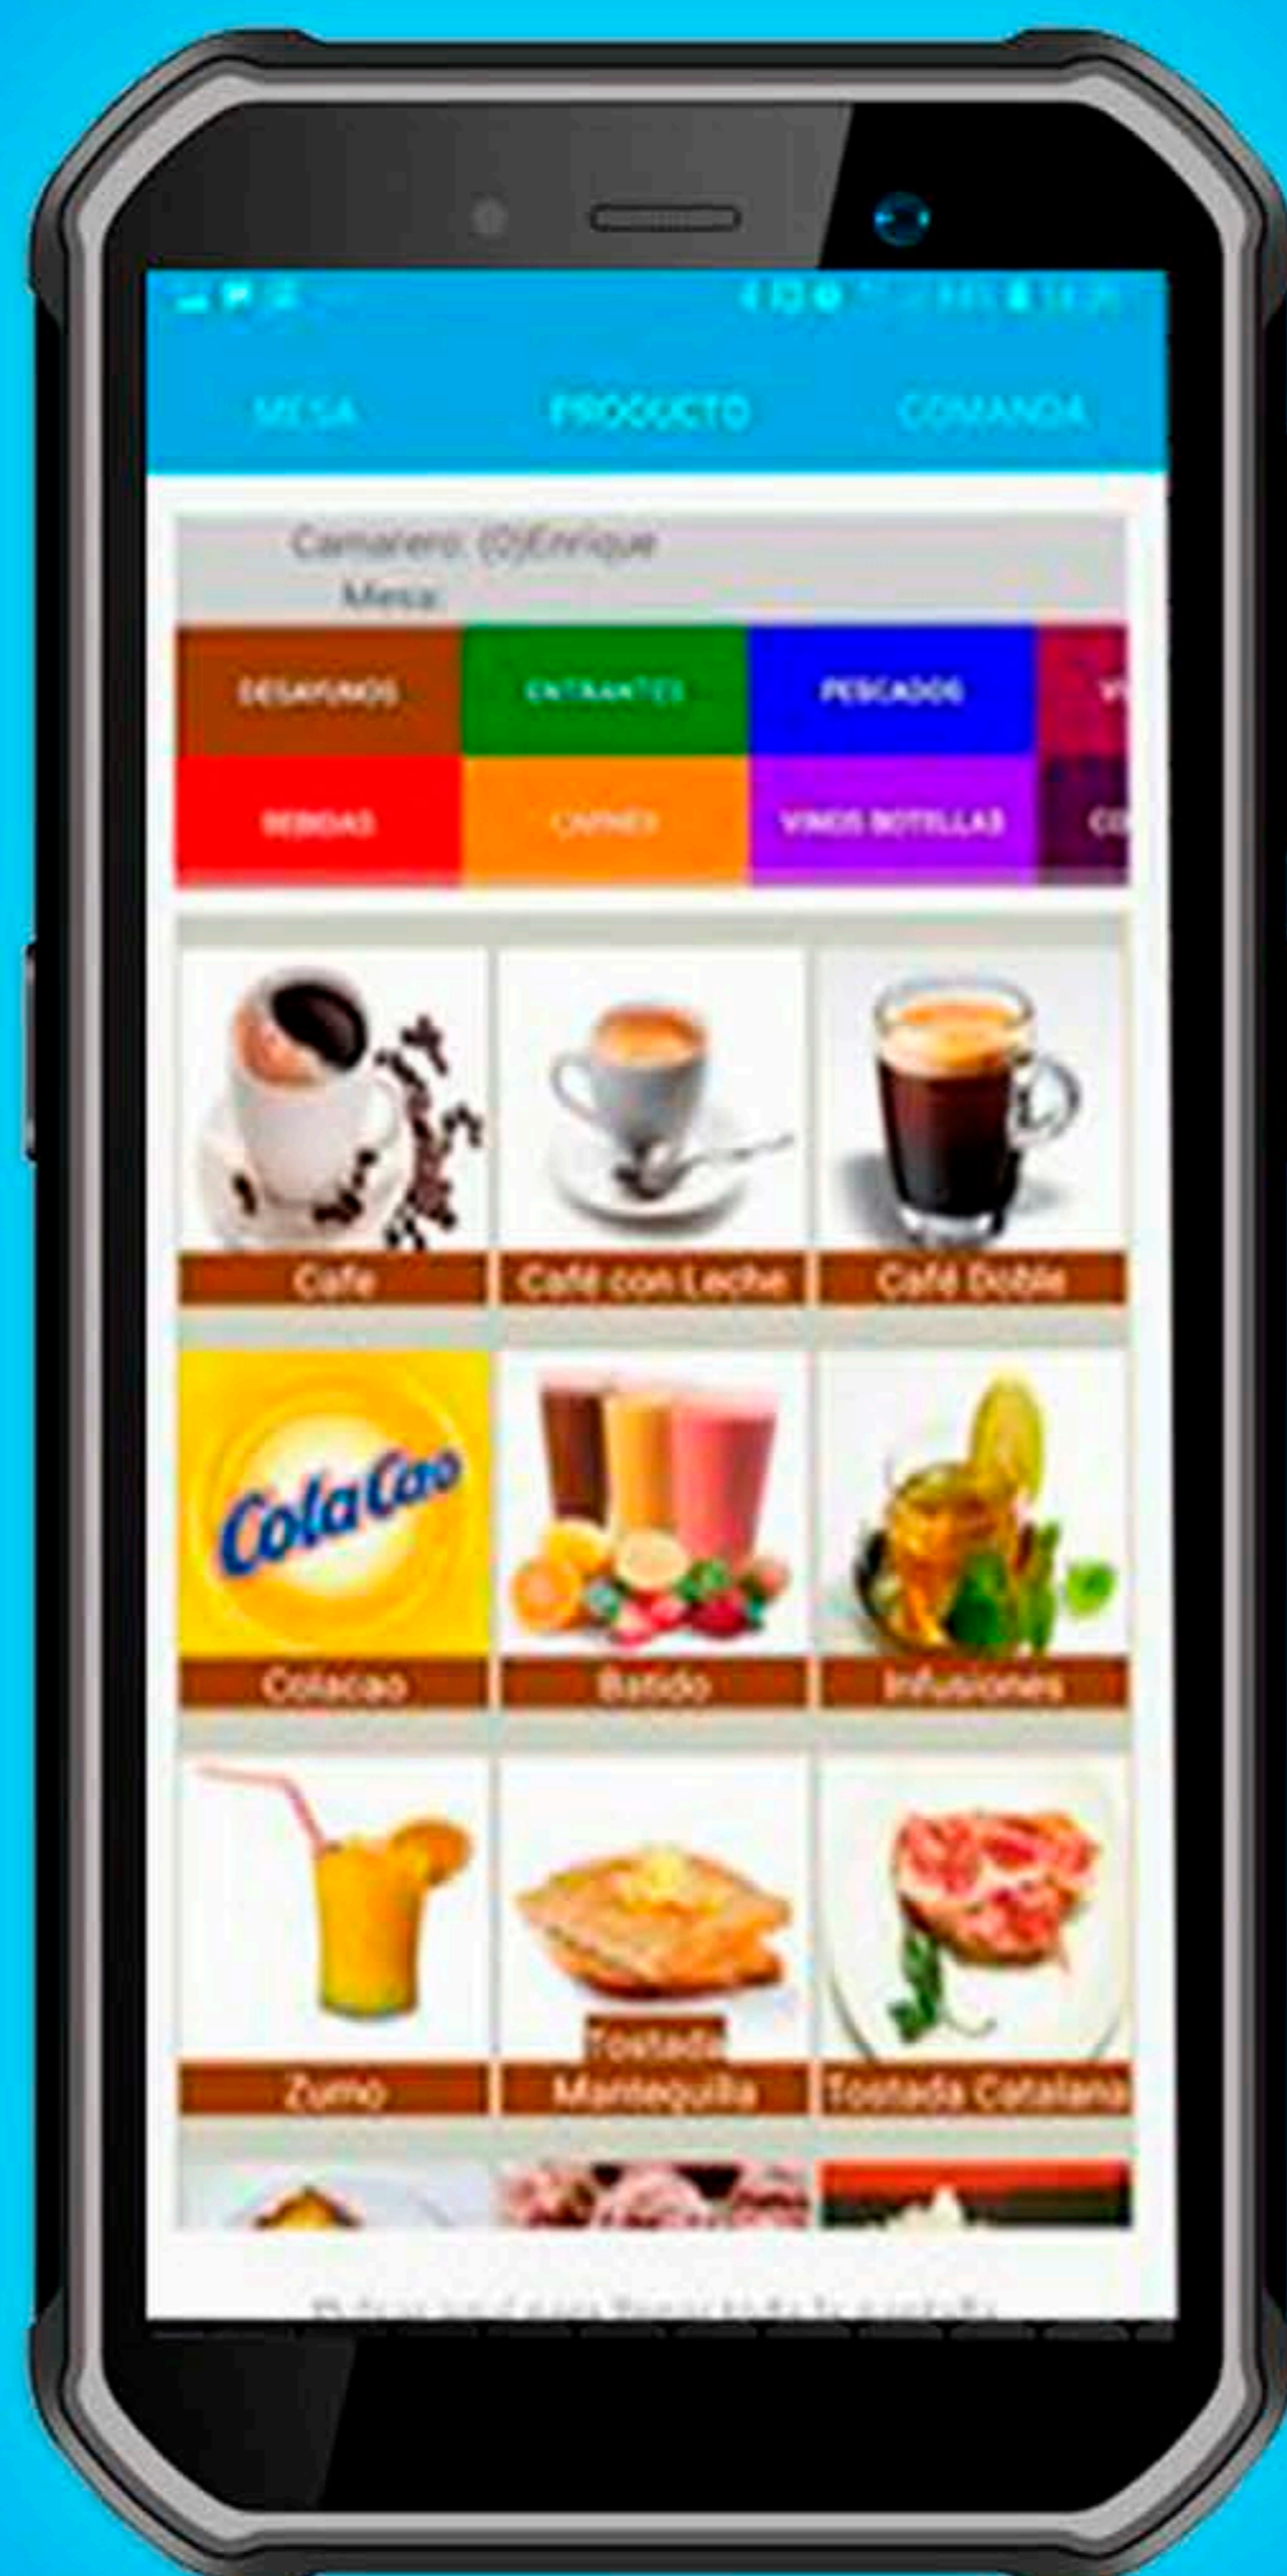 MESA PRODUCTO COMANDA
Camarero: (0)Enrique
Mesa:
DESAYUNOS ENTRANTES PESCADOS
BEBIDAS CARNES VINOS BOTELLAS CO
Cafe Café con Leche Café Doble
ColaCao
Colacao Batido Infusiones
Tostada
Zumo Mantequilla Tostada Catalana